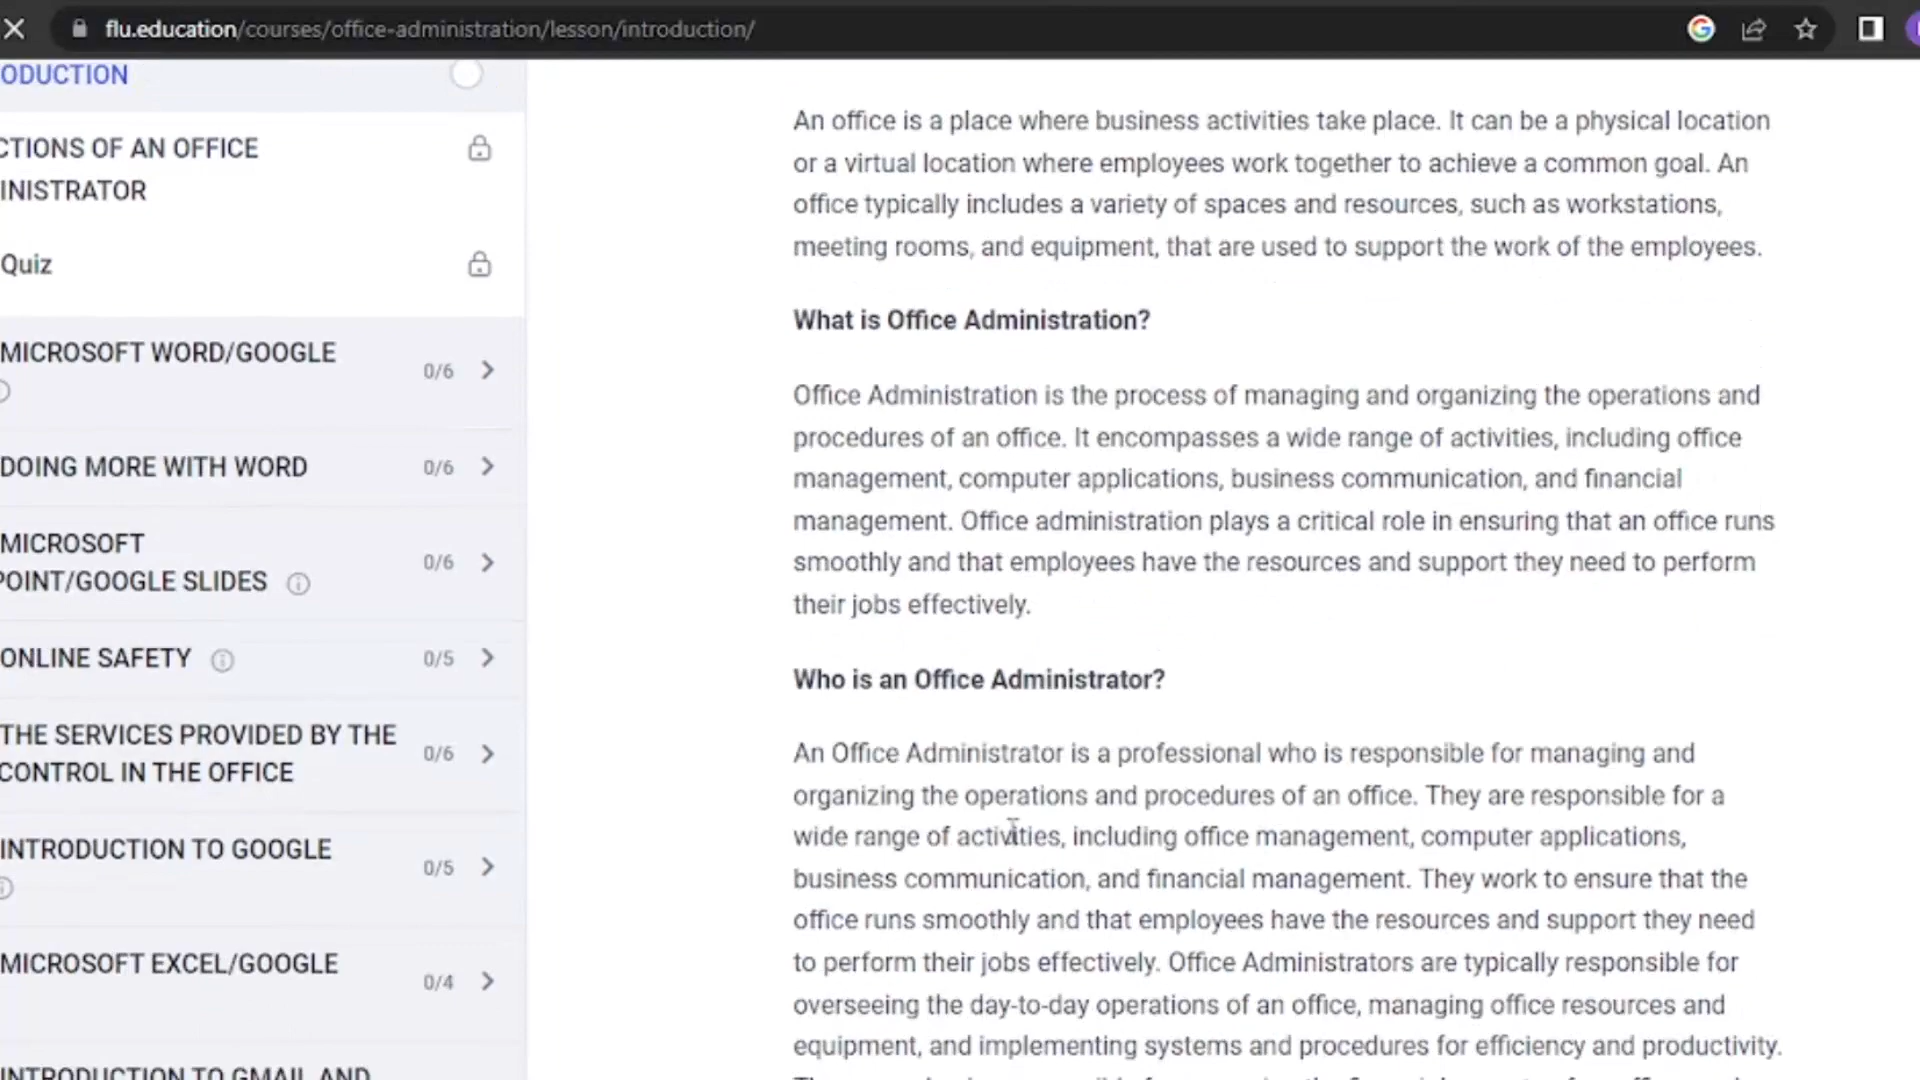 flu.education/courses/office-administration/lesson/introduction/
ODUCTION
CTIONS OF AN OFFICE
INISTRATOR
Quiz
MICROSOFT WORD/GOOGLE
0/6
DOING MORE WITH WORD
0/6
MICROSOFT
POINT/GOOGLE SLIDES
0/6
ONLINE SAFETY
0/5
THE SERVICES PROVIDED BY THE
CONTROL IN THE OFFICE
0/6
INTRODUCTION TO GOOGLE
0/5
MICROSOFT EXCEL/GOOGLE
0/4
INTRODUCTION TO GMAIL AND
An office is a place where business activities take place. It can be a physical location
or a virtual location where employees work together to achieve a common goal. An
office typically includes a variety of spaces and resources, such as workstations,
meeting rooms, and equipment, that are used to support the work of the employees.
What is Office Administration?
Office Administration is the process of managing and organizing the operations and
procedures of an office. It encompasses a wide range of activities, including office
management, computer applications, business communication, and financial
management. Office administration plays a critical role in ensuring that an office runs
smoothly and that employees have the resources and support they need to perform
their jobs effectively.
Who is an Office Administrator?
An Office Administrator is a professional who is responsible for managing and
organizing the operations and procedures of an office. They are responsible for a
wide range of activities, including office management, computer applications,
business communication, and financial management. They work to ensure that the
office runs smoothly and that employees have the resources and support they need
to perform their jobs effectively. Office Administrators are typically responsible for
overseeing the day-to-day operations of an office, managing office resources and
equipment, and implementing systems and procedures for efficiency and productivity.